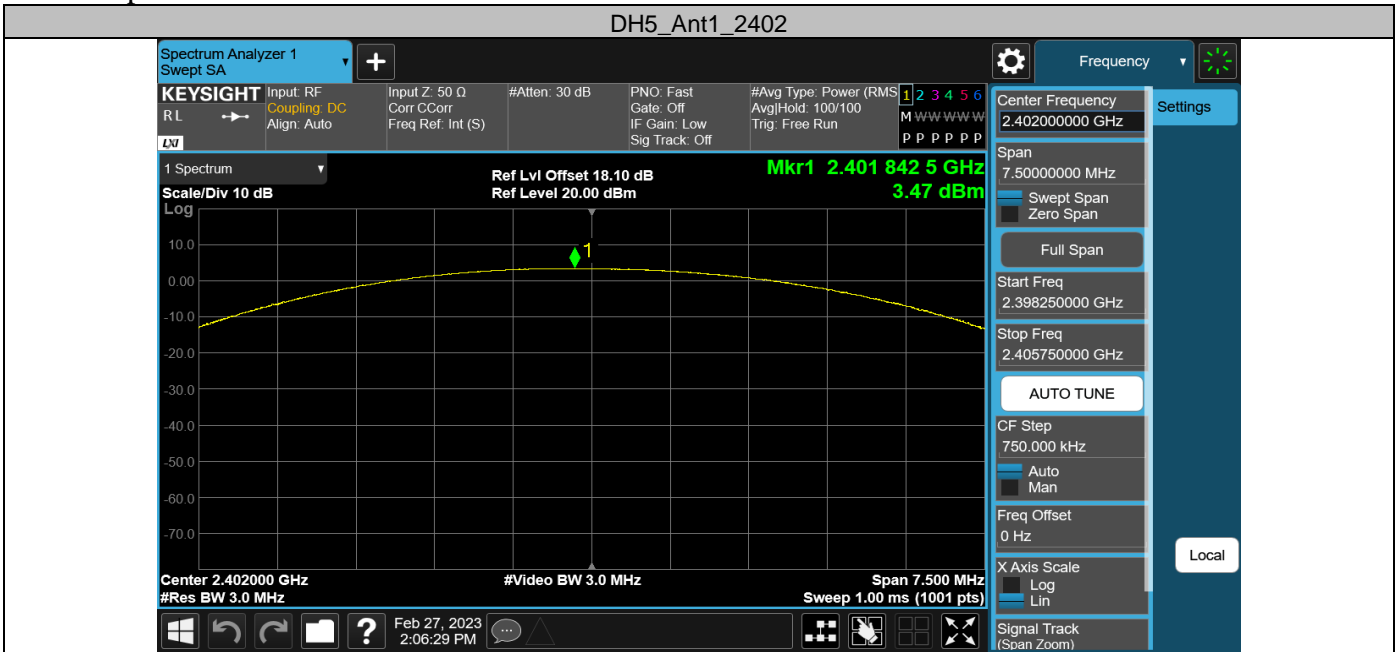 DH5_Ant1_2402
Spectrum Analyzer 1
Swept SA
Frequency
KEYSIGHT
RL
LXI
Input: RF
Coupling: DC
Align: Auto
Input Z: 50 Ω
Corr CCorr
Freq Ref: Int (S)
#Atten: 30 dB
PNO: Fast
Gate: Off
IF Gain: Low
Sig Track: Off
#Avg Type: Power (RMS
Avg|Hold: 100/100
Trig: Free Run
1 2 3 4 5 6
M W W W W W
P P P P P P
1 Spectrum
Scale/Div 10 dB
Log
Ref Lvl Offset 18.10 dB
Ref Level 20.00 dBm
Mkr1 2.401 842 5 GHz
3.47 dBm
1
10.0
0.00
-10.0
-20.0
-30.0
-40.0
-50.0
-60.0
-70.0
Center 2.402000 GHz
#Res BW 3.0 MHz
#Video BW 3.0 MHz
Span 7.500 MHz
Sweep 1.00 ms (1001 pts)
Feb 27, 2023
2:06:29 PM
Center Frequency
2.402000000 GHz
Span
7.50000000 MHz
Swept Span
Zero Span
Full Span
Start Freq
2.398250000 GHz
Stop Freq
2.405750000 GHz
AUTO TUNE
CF Step
750.000 kHz
Auto
Man
Freq Offset
0 Hz
X Axis Scale
Log
Lin
Signal Track
(Span Zoom)
Settings
Local